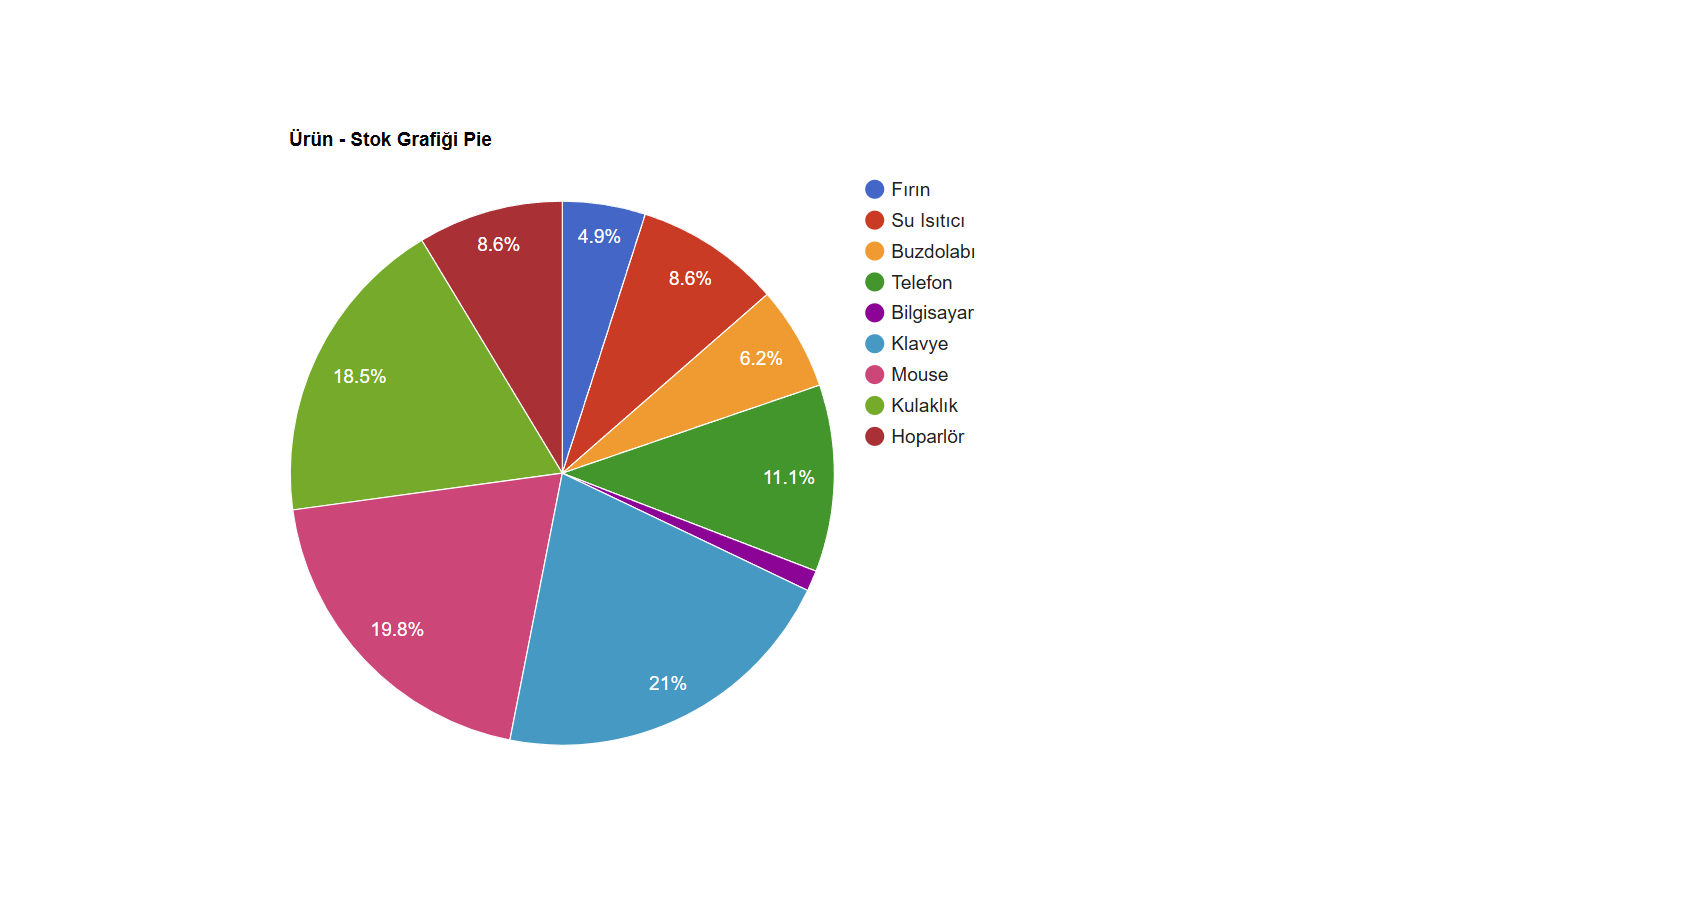 Ürün - Stok Grafiği Pie
Fırın
Su Isıtıcı
Buzdolabı
Telefon
Bilgisayar
Klavye
Mouse
Kulaklık
Hoparlör
8.6%
4.9%
8.6%
6.2%
18.5%
11.1%
19.8%
21%